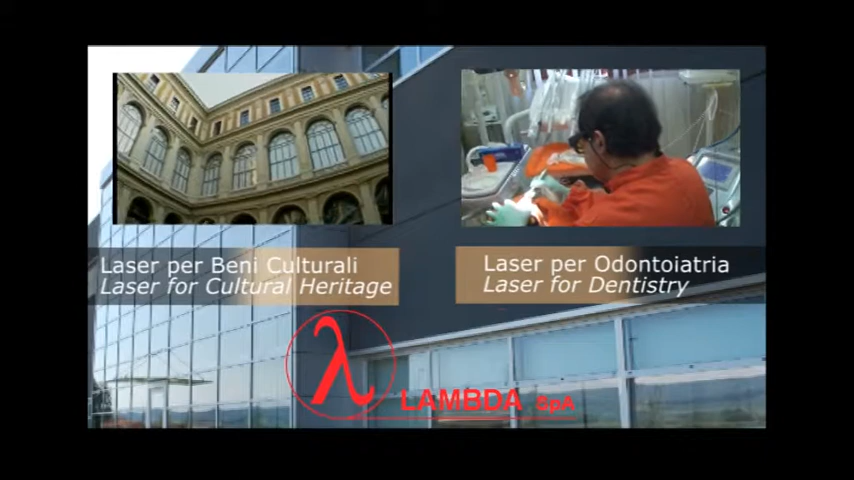 Laser per Beni Culturali
Laser for Cultural Heritage
Laser per Odontoiatria
Laser for Dentistry
λ
LAMBDA SpA